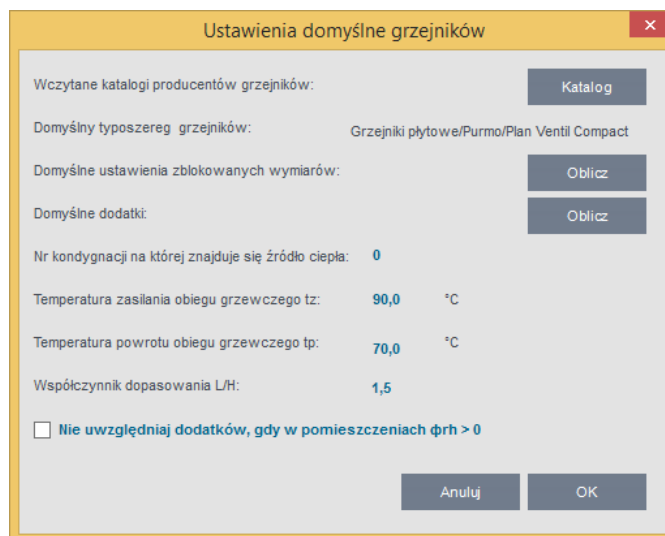 Ustawienia domyślne grzejników
Wczytane katalogi producentów grzejników: Katalog
Domyślny typoszereg grzejników: Grzejniki płytowe/Purmo/Plan Ventil Compact
Domyślne ustawienia zblokowanych wymiarów: Oblicz
Domyślne dodatki: Oblicz
Nr kondygnacji na której znajduje się źródło ciepła: 0
Temperatura zasilania obiegu grzewczego tz: 90,0 °C
Temperatura powrotu obiegu grzewczego tp: 70,0 °C
Współczynnik dopasowania L/H: 1,5
Nie uwzględniaj dodatków, gdy w pomieszczeniach φrh > 0
Anuluj OK